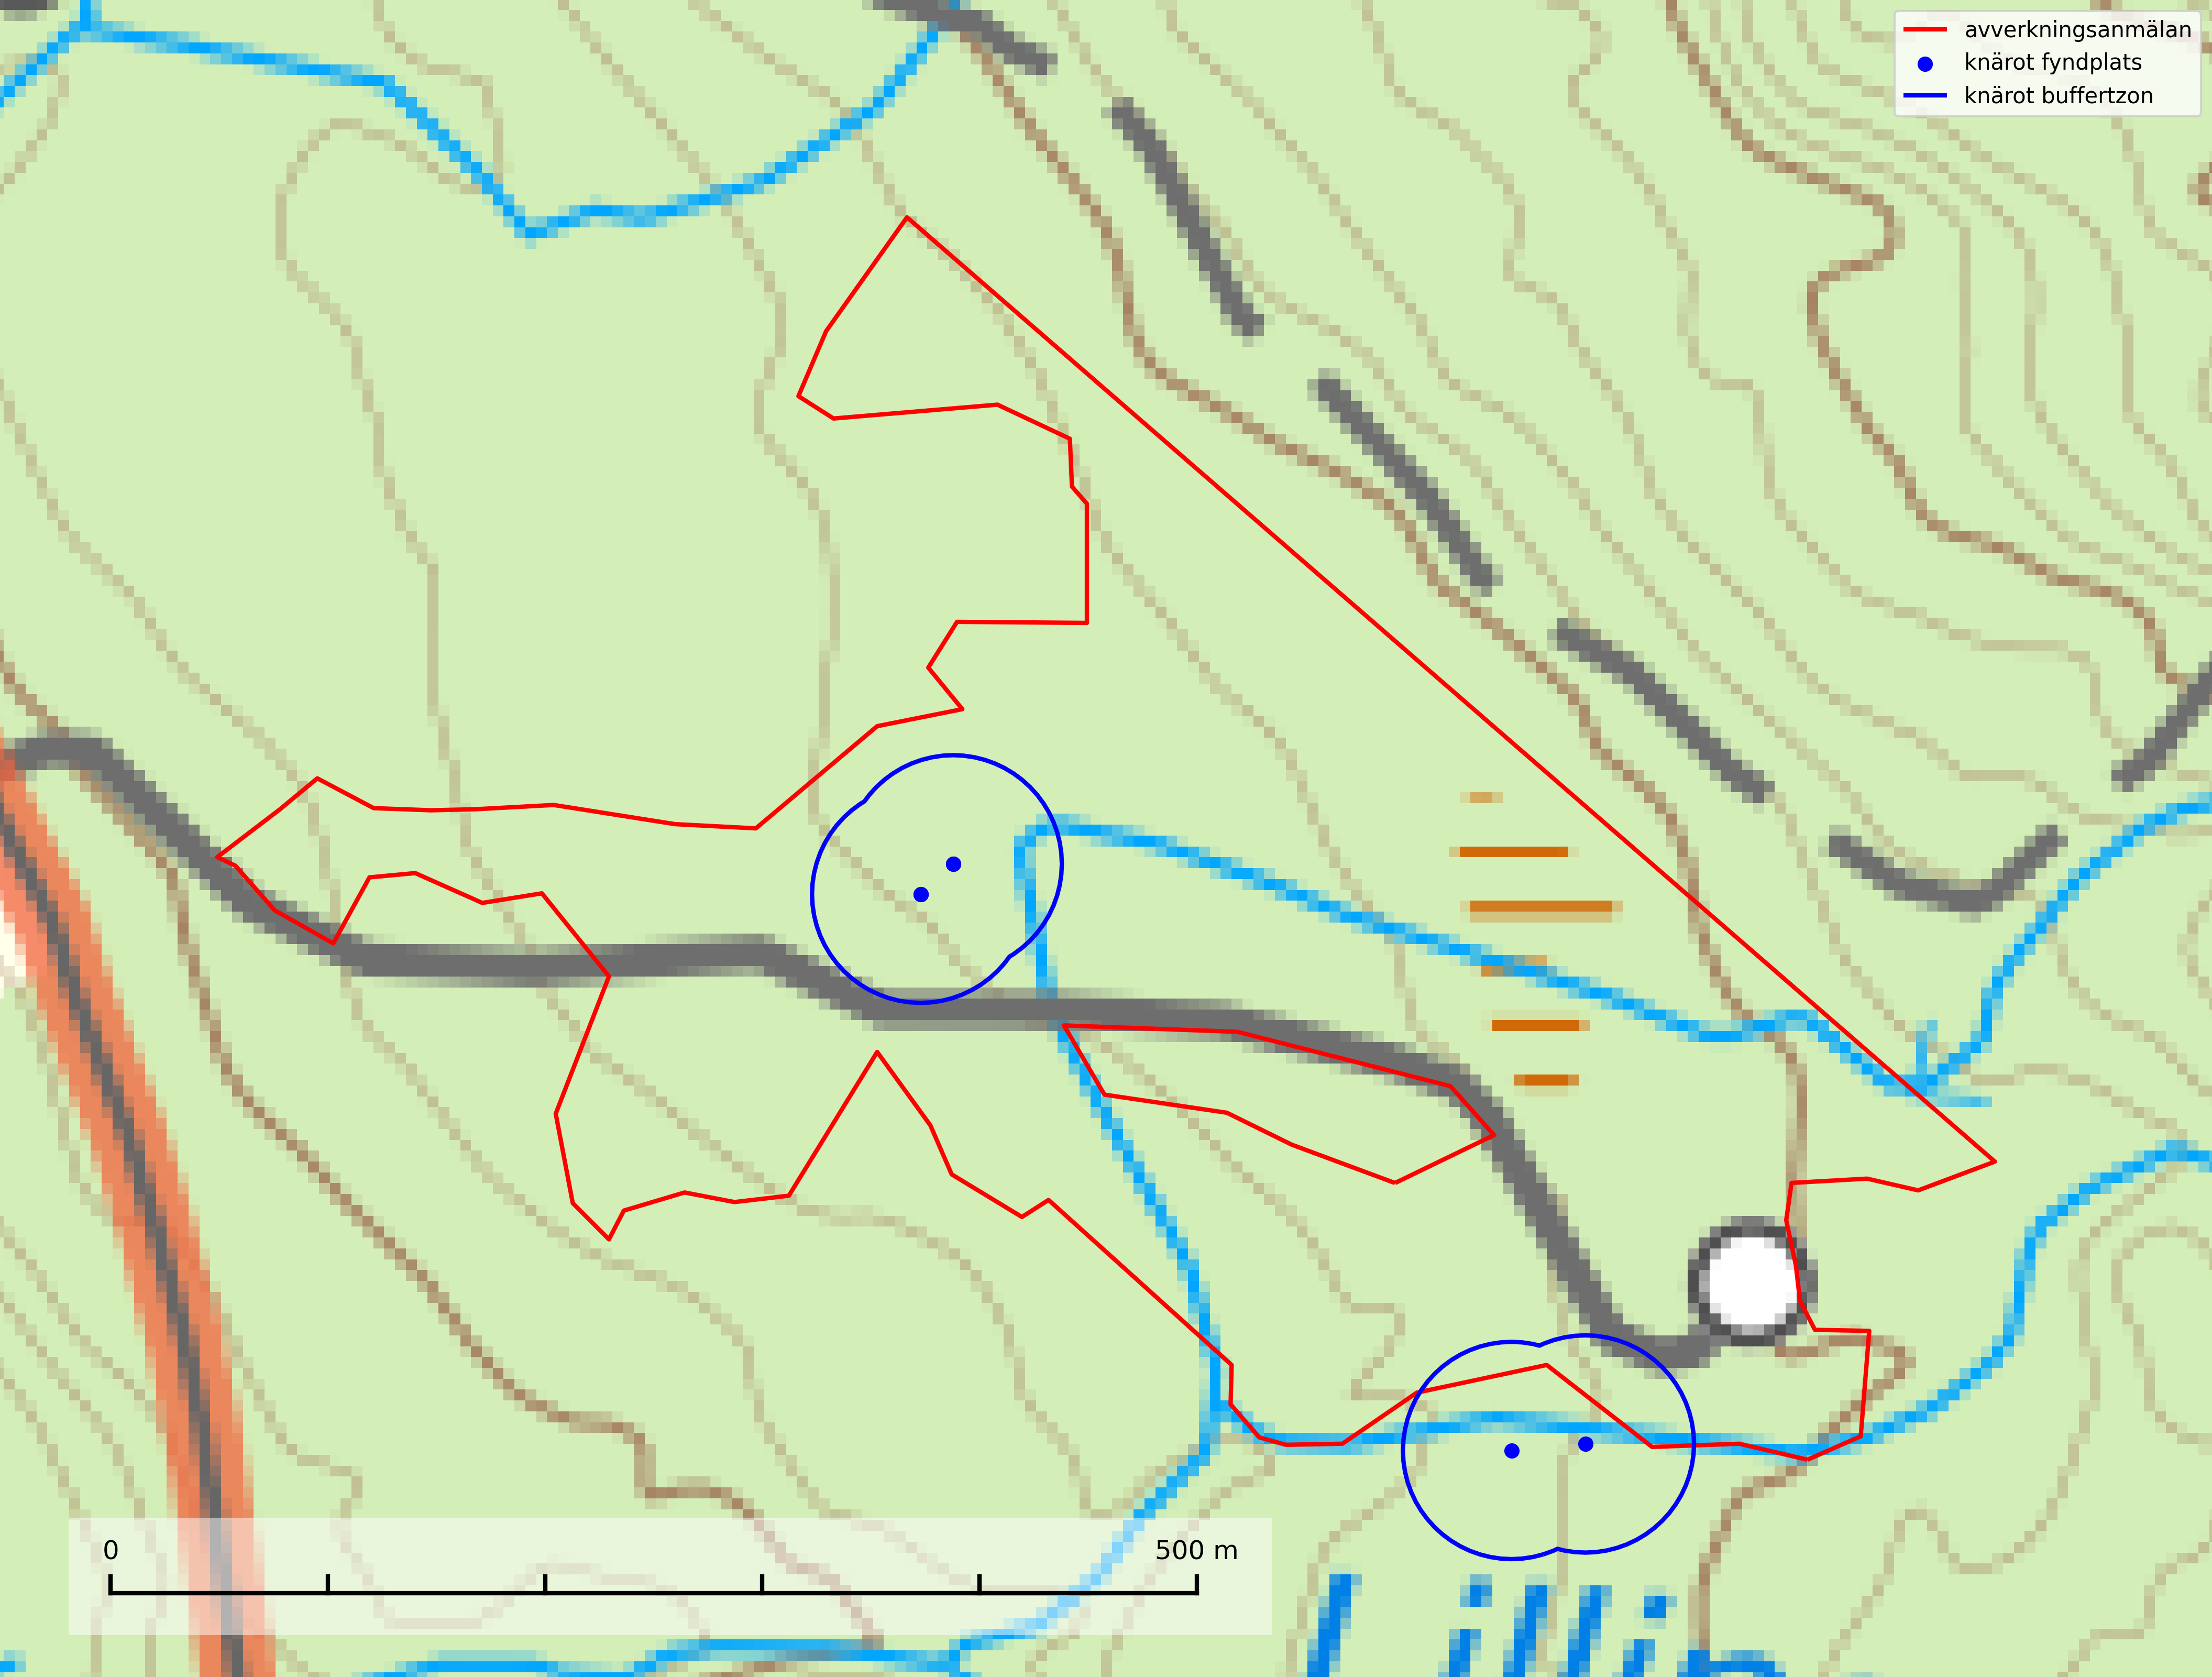 avverkningsanmälan
knärot fyndplats
knärot buffertzon
0 500 m